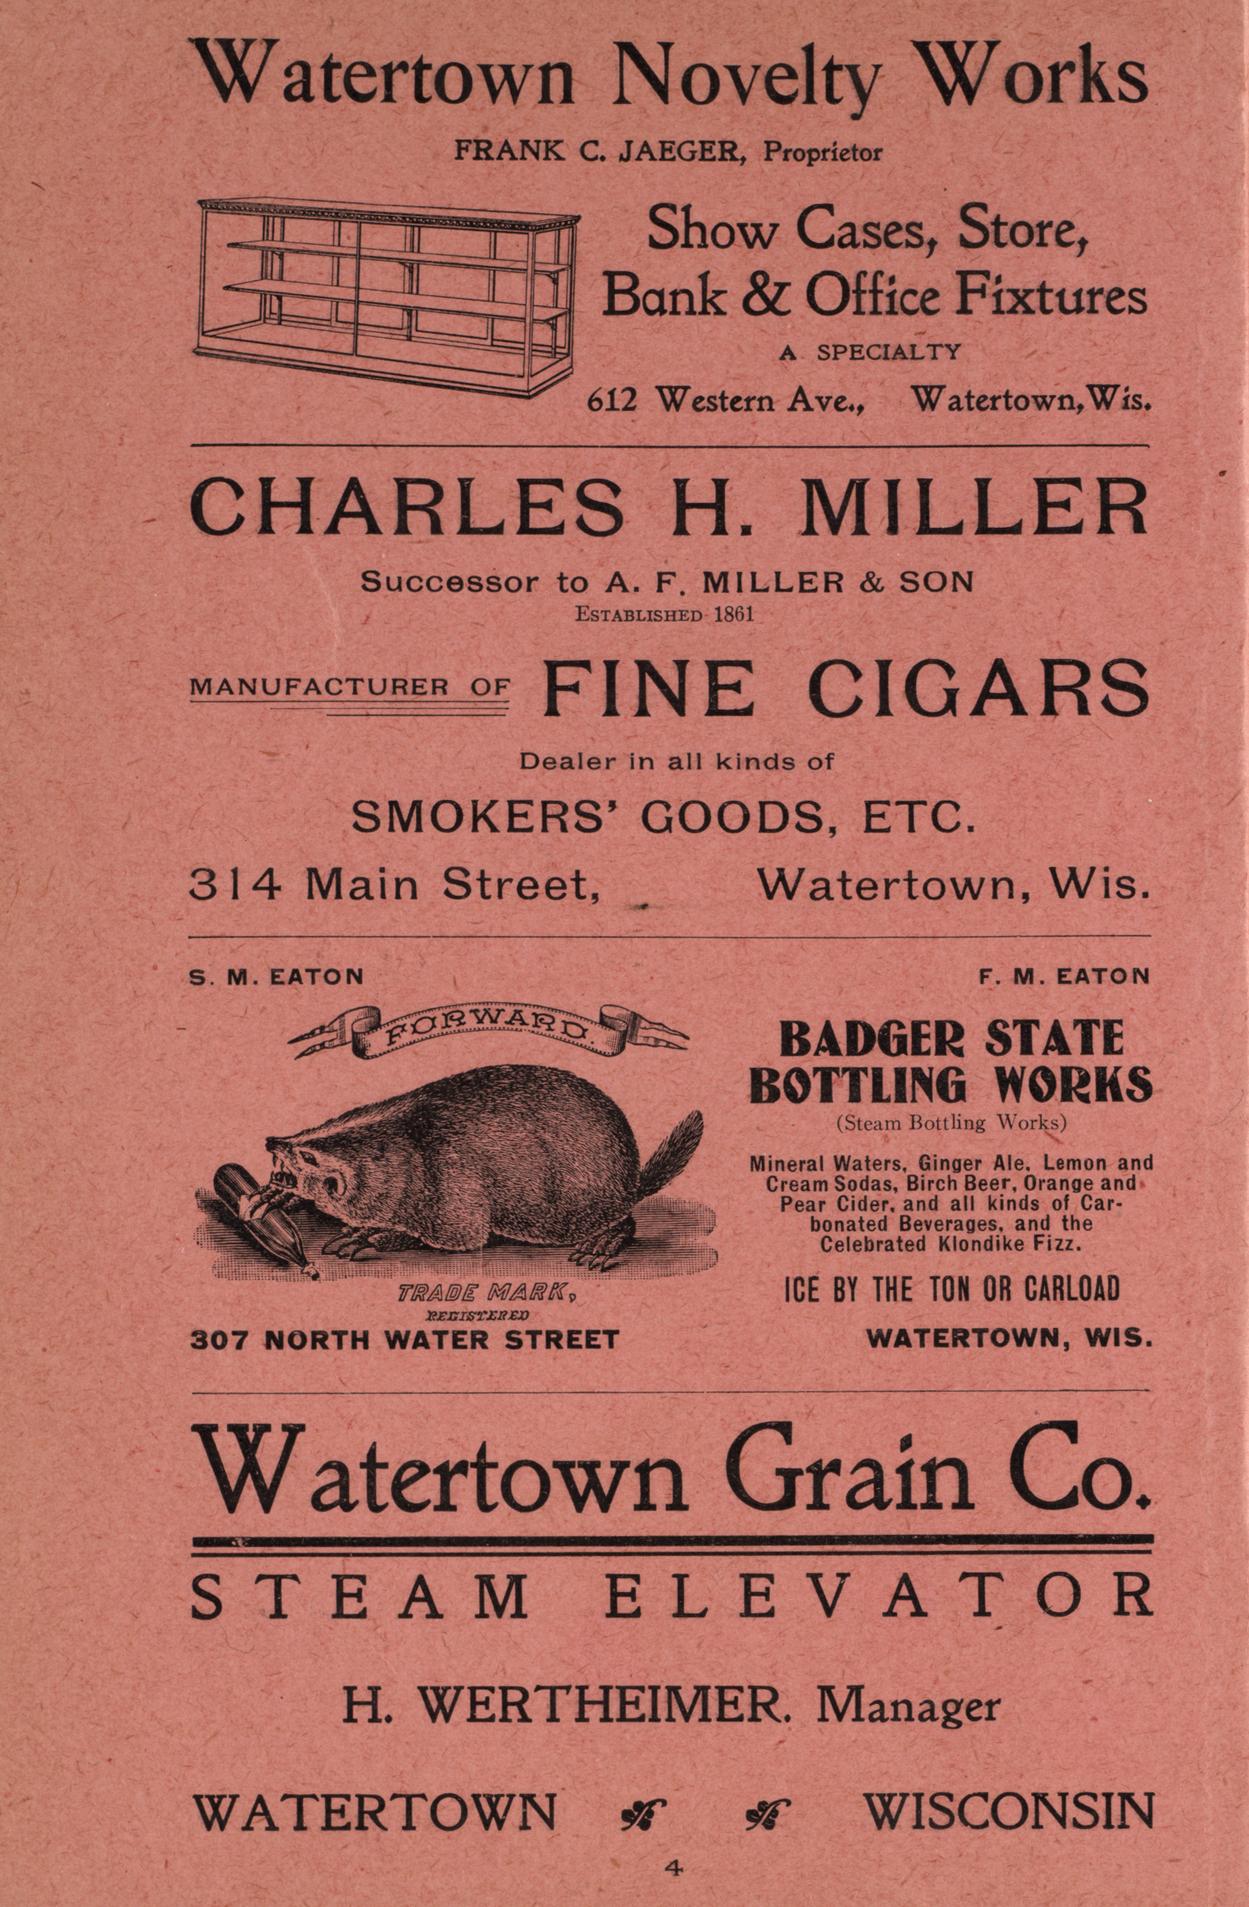 Watertown Novelty Works
FRANK C. JAEGER, Proprietor
Show Cases, Store,
Bank & Office Fixtures
A SPECIALTY
612 Western Ave., Watertown, Wis.
CHARLES H. MILLER
Successor to A. F. MILLER & SON
ESTABLISHED 1861
MANUFACTURER OF FINE CIGARS
Dealer in all kinds of
SMOKERS' GOODS, ETC.
314 Main Street, Watertown, Wis.
S. M. EATON F. M. EATON
FORWARD.
BADGER STATE
BOTTLING WORKS
(Steam Bottling Works)
Mineral Waters, Ginger Ale, Lemon and
Cream Sodas, Birch Beer, Orange and
Pear Cider, and all kinds of Car-
bonated Beverages, and the
Celebrated Klondike Fizz.
ICE BY THE TON OR CARLOAD
TRADE MARK,
REGISTERED
307 NORTH WATER STREET WATERTOWN, WIS.
Watertown Grain Co.
STEAM ELEVATOR
H. WERTHEIMER. Manager
WATERTOWN WISCONSIN
4